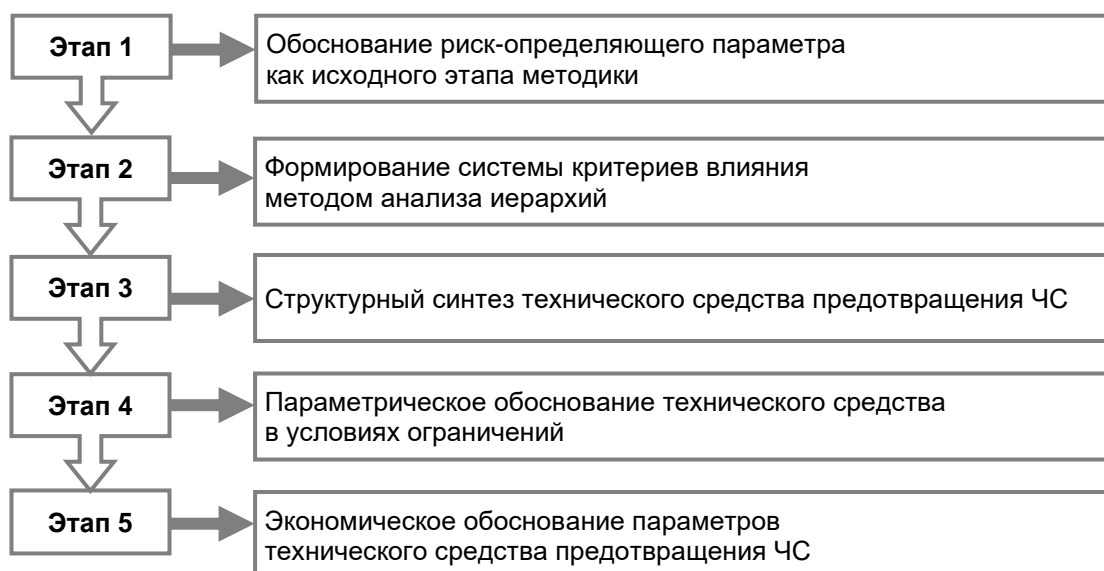 Этап 1
Обоснование риск-определяющего параметра
как исходного этапа методики
Этап 2
Формирование системы критериев влияния
методом анализа иерархий
Этап 3
Структурный синтез технического средства предотвращения ЧС
Этап 4
Параметрическое обоснование технического средства
в условиях ограничений
Этап 5
Экономическое обоснование параметров
технического средства предотвращения ЧС